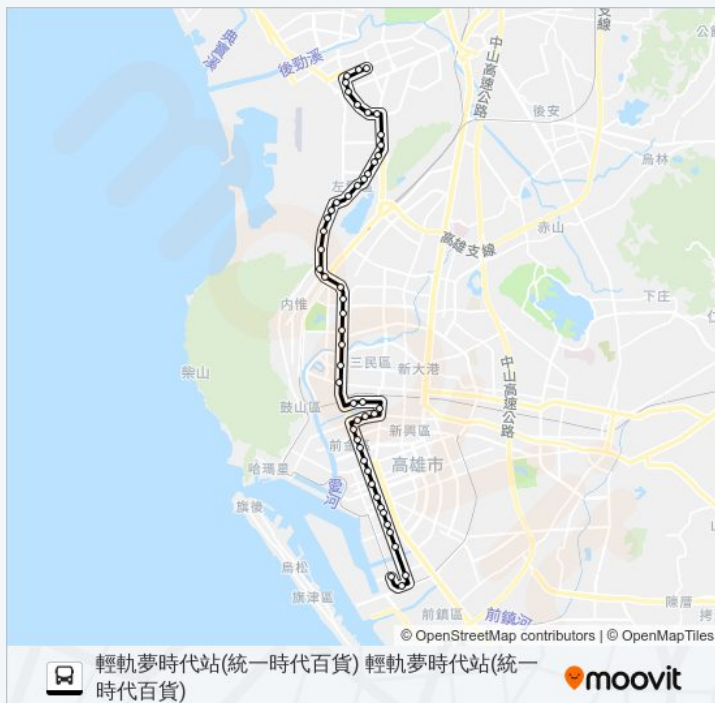 典寶溪
後勁溪
中山高速公路
支線
後安
烏林
左
高雄支線
赤山
下庄
内惟
柴山
三民區
新大港
中山高速公路
鼓山區
新興區
前金
高雄市
哈瑪星
愛河
旗後
烏松
旗津區
前鎮區
前鎮河
陳厝
© OpenStreetMap contributors | © OpenMapTiles
輕軌夢時代站(統一時代百貨) 輕軌夢時代站(統一
時代百貨)
moovit